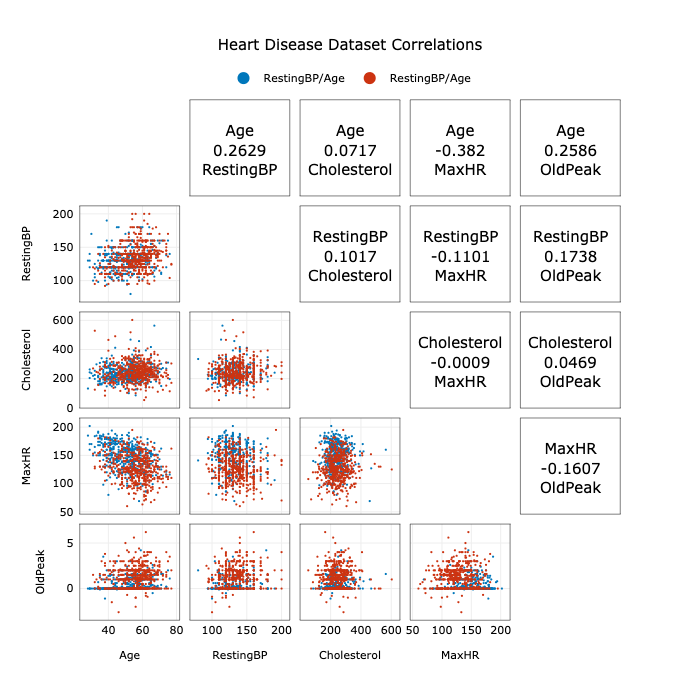 Heart Disease Dataset Correlations
RestingBP/Age RestingBP/Age
Age Age Age Age
0.2629 0.0717 -0.382 0.2586
RestingBP Cholesterol MaxHR OldPeak
200
150
100
RestingBP
RestingBP RestingBP RestingBP
0.1017 -0.1101 0.1738
Cholesterol MaxHR OldPeak
600
400
200
0
Cholesterol
Cholesterol Cholesterol
-0.0009 0.0469
MaxHR OldPeak
200
150
100
50
MaxHR
MaxHR
-0.1607
OldPeak
5
0
OldPeak
40 60 80 100 150 200 200 400 600 50 100 150 200
Age RestingBP Cholesterol MaxHR